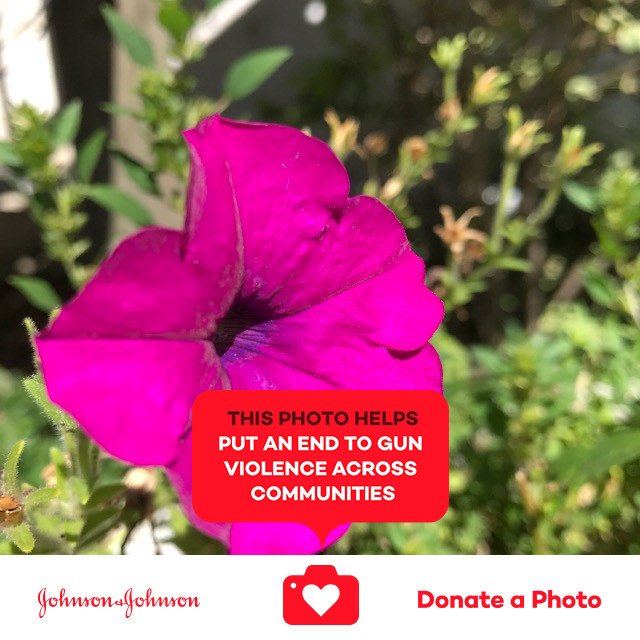 THIS PHOTO HELPS
PUT AN END TO GUN
VIOLENCE ACROSS
COMMUNITIES
Johnson & Johnson
Donate a Photo